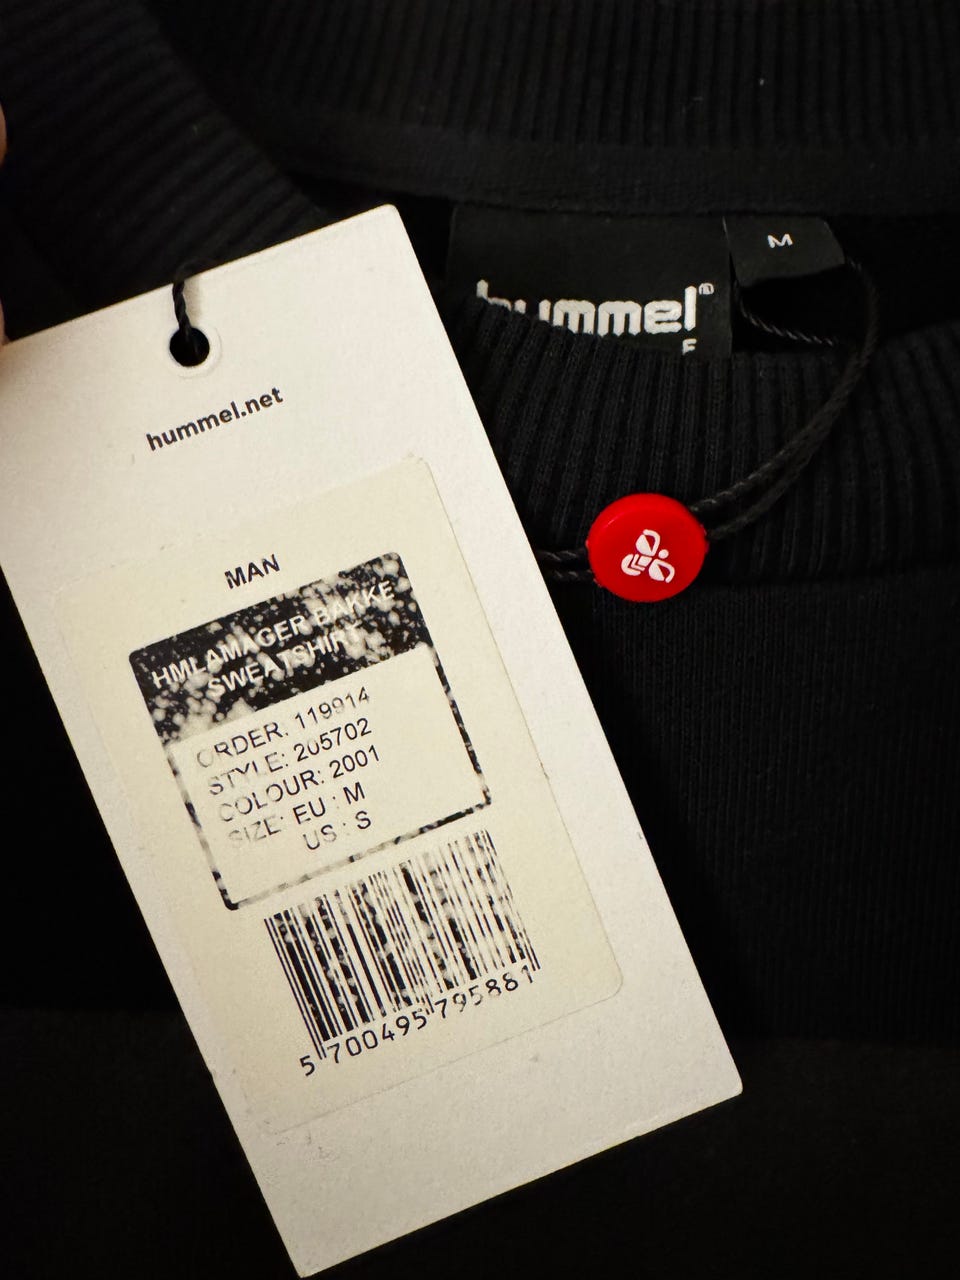 M
hummel®
hummel.net
MAN
HMLAMAGER BAKKE
SWEATSHIRT
ORDER: 119914
STYLE: 205702
COLOUR: 2001
SIZE: EU : M
US : S
5 700495 795881